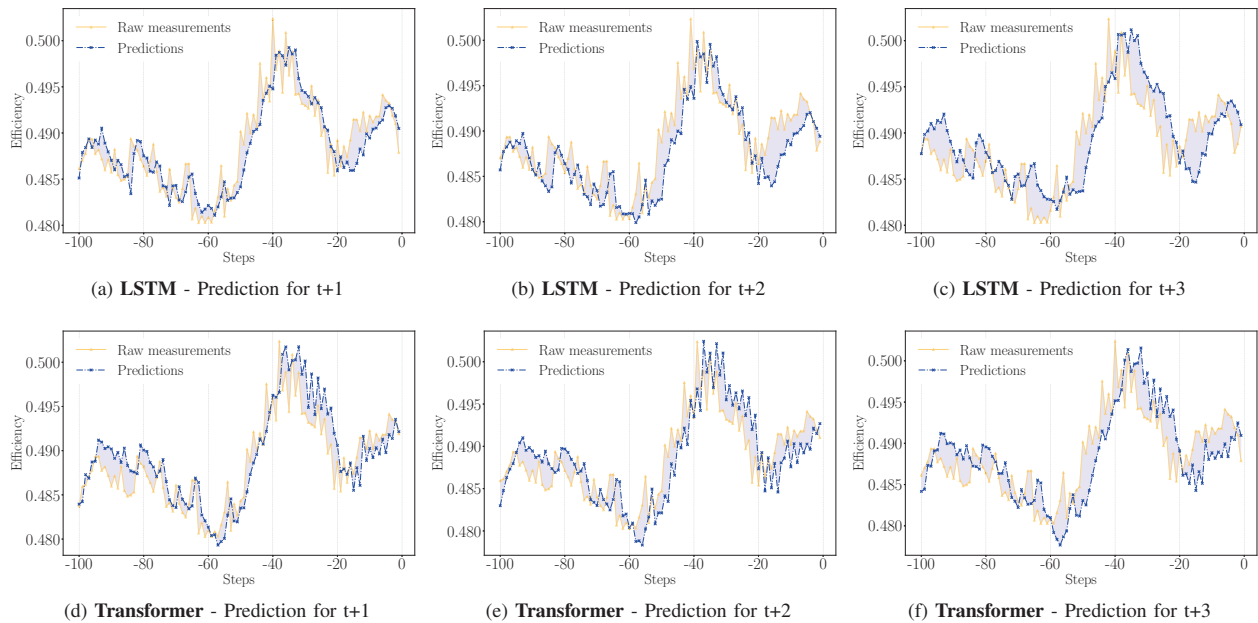 Raw measurements
Predictions
0.500
0.495
0.490
0.485
0.480
Efficiency
-100 -80 -60 -40 -20 0
Steps
(a) LSTM - Prediction for t+1
Raw measurements
Predictions
0.500
0.495
0.490
0.485
0.480
Efficiency
-100 -80 -60 -40 -20 0
Steps
(b) LSTM - Prediction for t+2
Raw measurements
Predictions
0.500
0.495
0.490
0.485
0.480
Efficiency
-100 -80 -60 -40 -20 0
Steps
(c) LSTM - Prediction for t+3
Raw measurements
Predictions
0.500
0.495
0.490
0.485
0.480
Efficiency
-100 -80 -60 -40 -20 0
Steps
(d) Transformer - Prediction for t+1
Raw measurements
Predictions
0.500
0.495
0.490
0.485
0.480
Efficiency
-100 -80 -60 -40 -20 0
Steps
(e) Transformer - Prediction for t+2
Raw measurements
Predictions
0.500
0.495
0.490
0.485
0.480
Efficiency
-100 -80 -60 -40 -20 0
Steps
(f) Transformer - Prediction for t+3